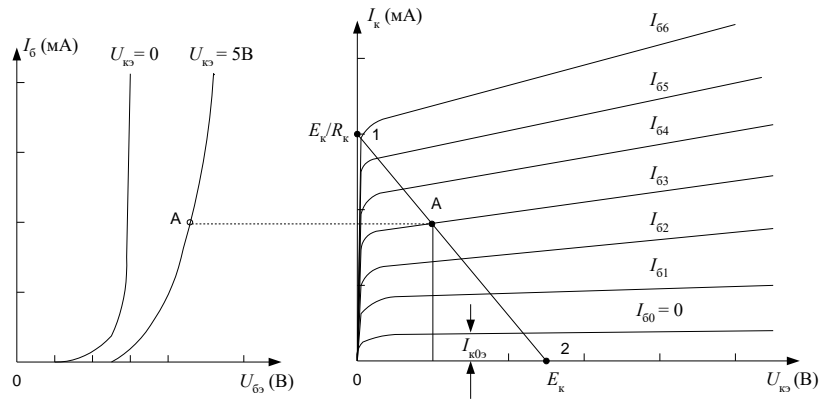 I_б (мА)
U_кэ = 0
U_кэ = 5В
А
0
U_бэ (В)
I_к (мА)
I_б6
I_б5
E_к/R_к
1
I_б4
I_б3
А
I_б2
I_б1
I_б0 = 0
I_к0э
2
0
E_к
U_кэ (В)